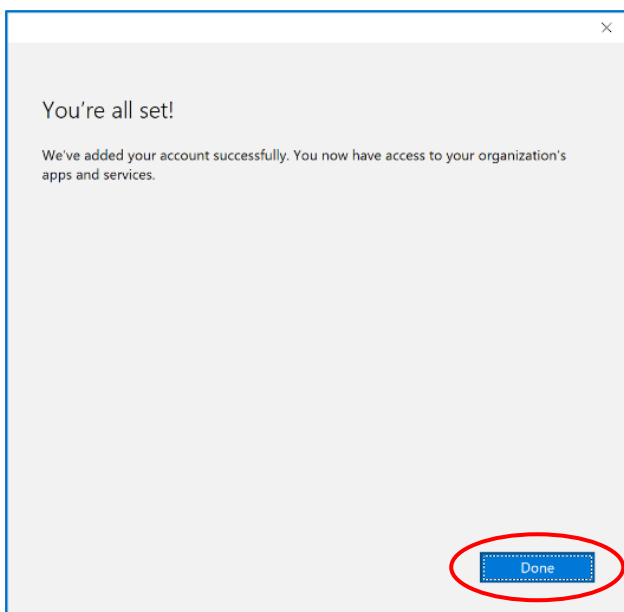 You're all set!
We've added your account successfully. You now have access to your organization's
apps and services.
Done